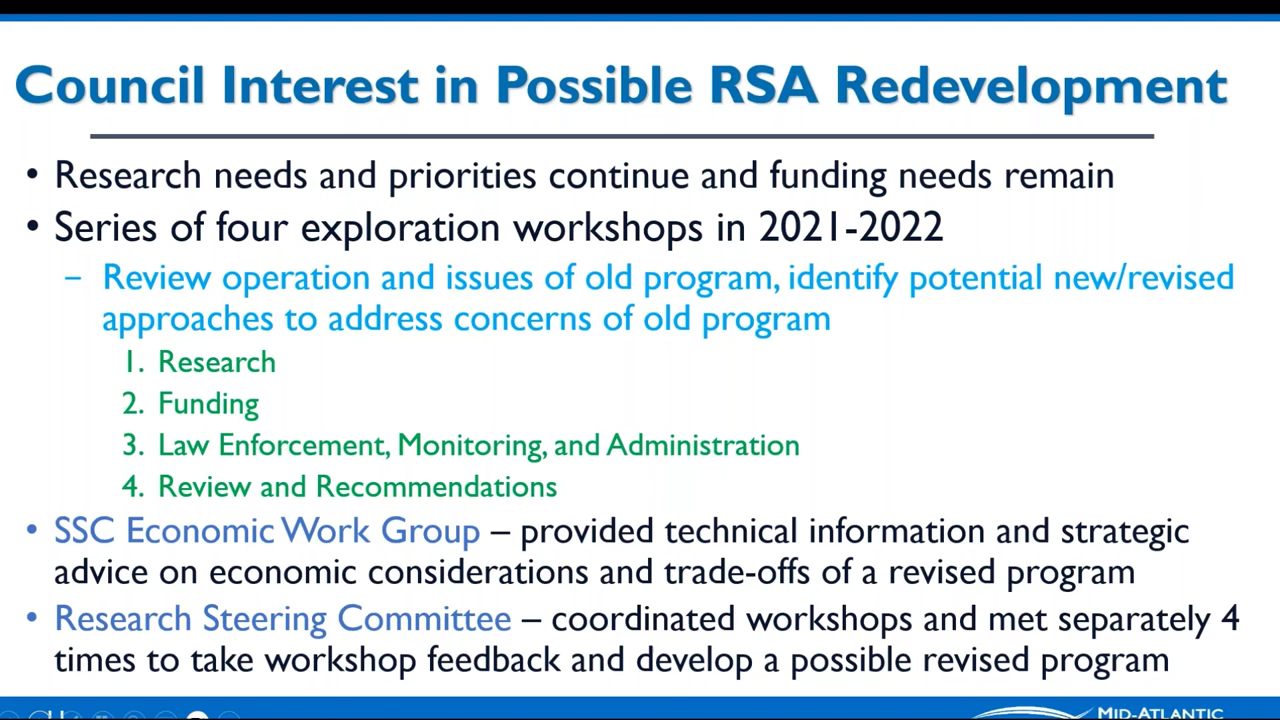 Council Interest in Possible RSA Redevelopment
• Research needs and priorities continue and funding needs remain
• Series of four exploration workshops in 2021-2022
– Review operation and issues of old program, identify potential new/revised
approaches to address concerns of old program
1. Research
2. Funding
3. Law Enforcement, Monitoring, and Administration
4. Review and Recommendations
• SSC Economic Work Group – provided technical information and strategic
advice on economic considerations and trade-offs of a revised program
• Research Steering Committee – coordinated workshops and met separately 4
times to take workshop feedback and develop a possible revised program
MID-ATLANTIC